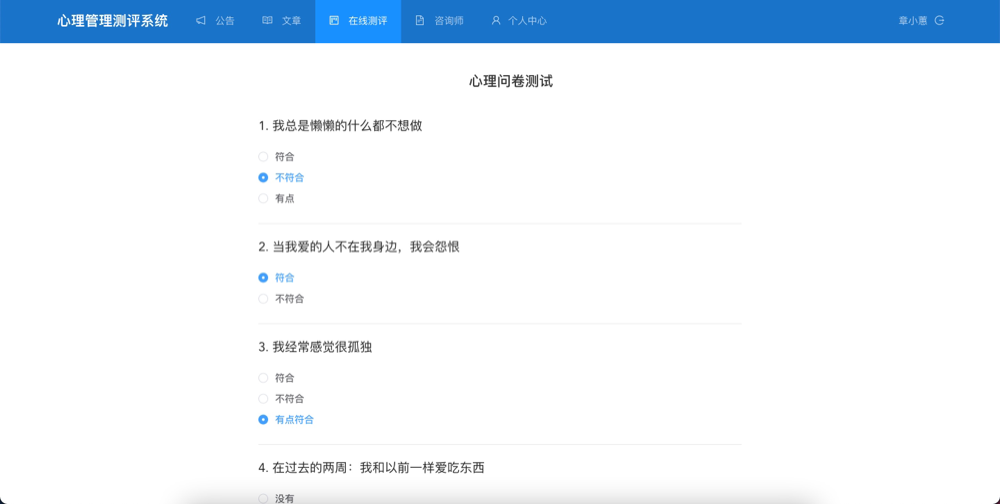 心理管理测评系统 公告 文章 在线测评 咨询师 个人中心 章小蕙
心理问卷测试
1. 我总是懒懒的什么都不想做
符合
不符合
有点
2. 当我爱的人不在我身边，我会怨恨
符合
不符合
3. 我经常感觉很孤独
符合
不符合
有点符合
4. 在过去的两周：我和以前一样爱吃东西
没有